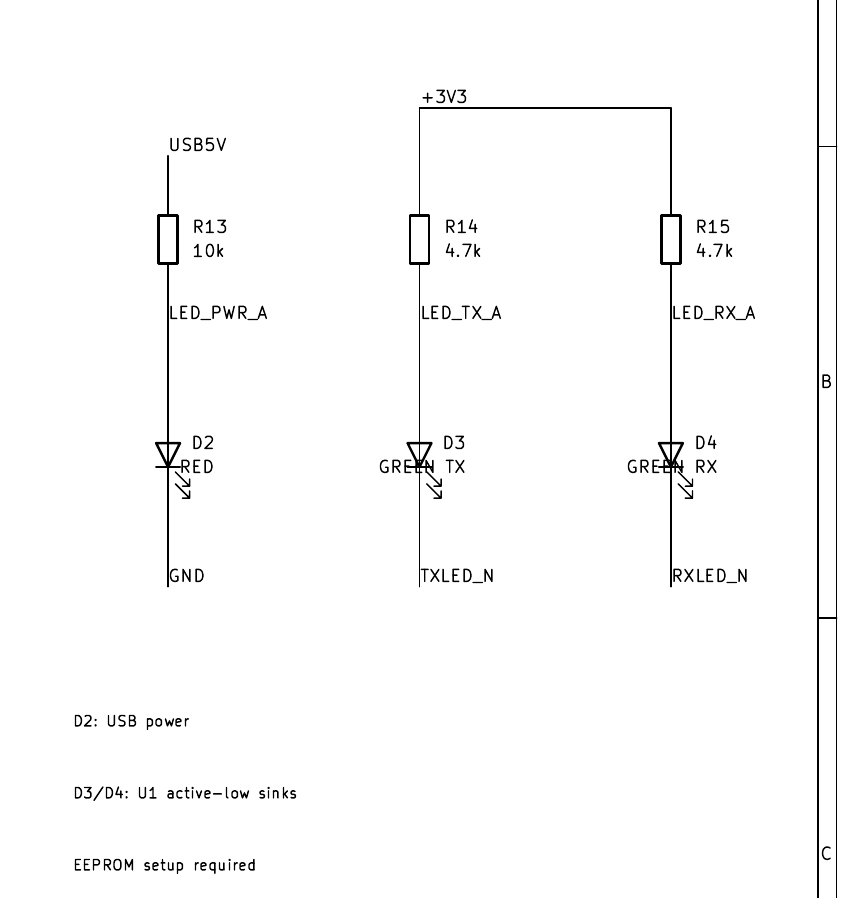 +3V3
USB5V
R13
10k
R14
4.7k
R15
4.7k
LED_PWR_A
LED_TX_A
LED_RX_A
B
D2
RED
D3
GREEN TX
D4
GREEN RX
GND
TXLED_N
RXLED_N
D2: USB power
D3/D4: U1 active-low sinks
C
EEPROM setup required